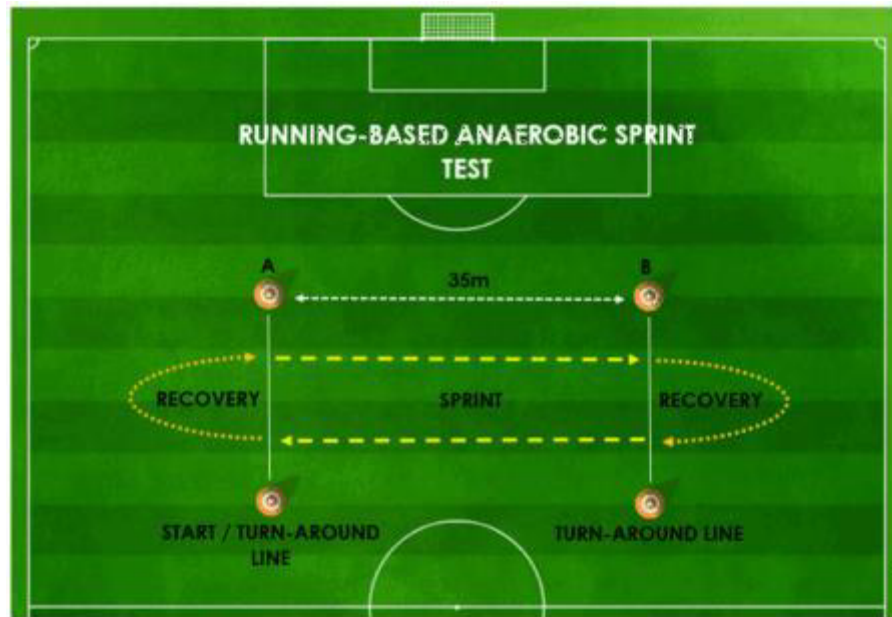 RUNNING-BASED ANAEROBIC SPRINT
TEST
A
B
35m
RECOVERY
SPRINT
RECOVERY
START / TURN-AROUND
LINE
TURN-AROUND LINE